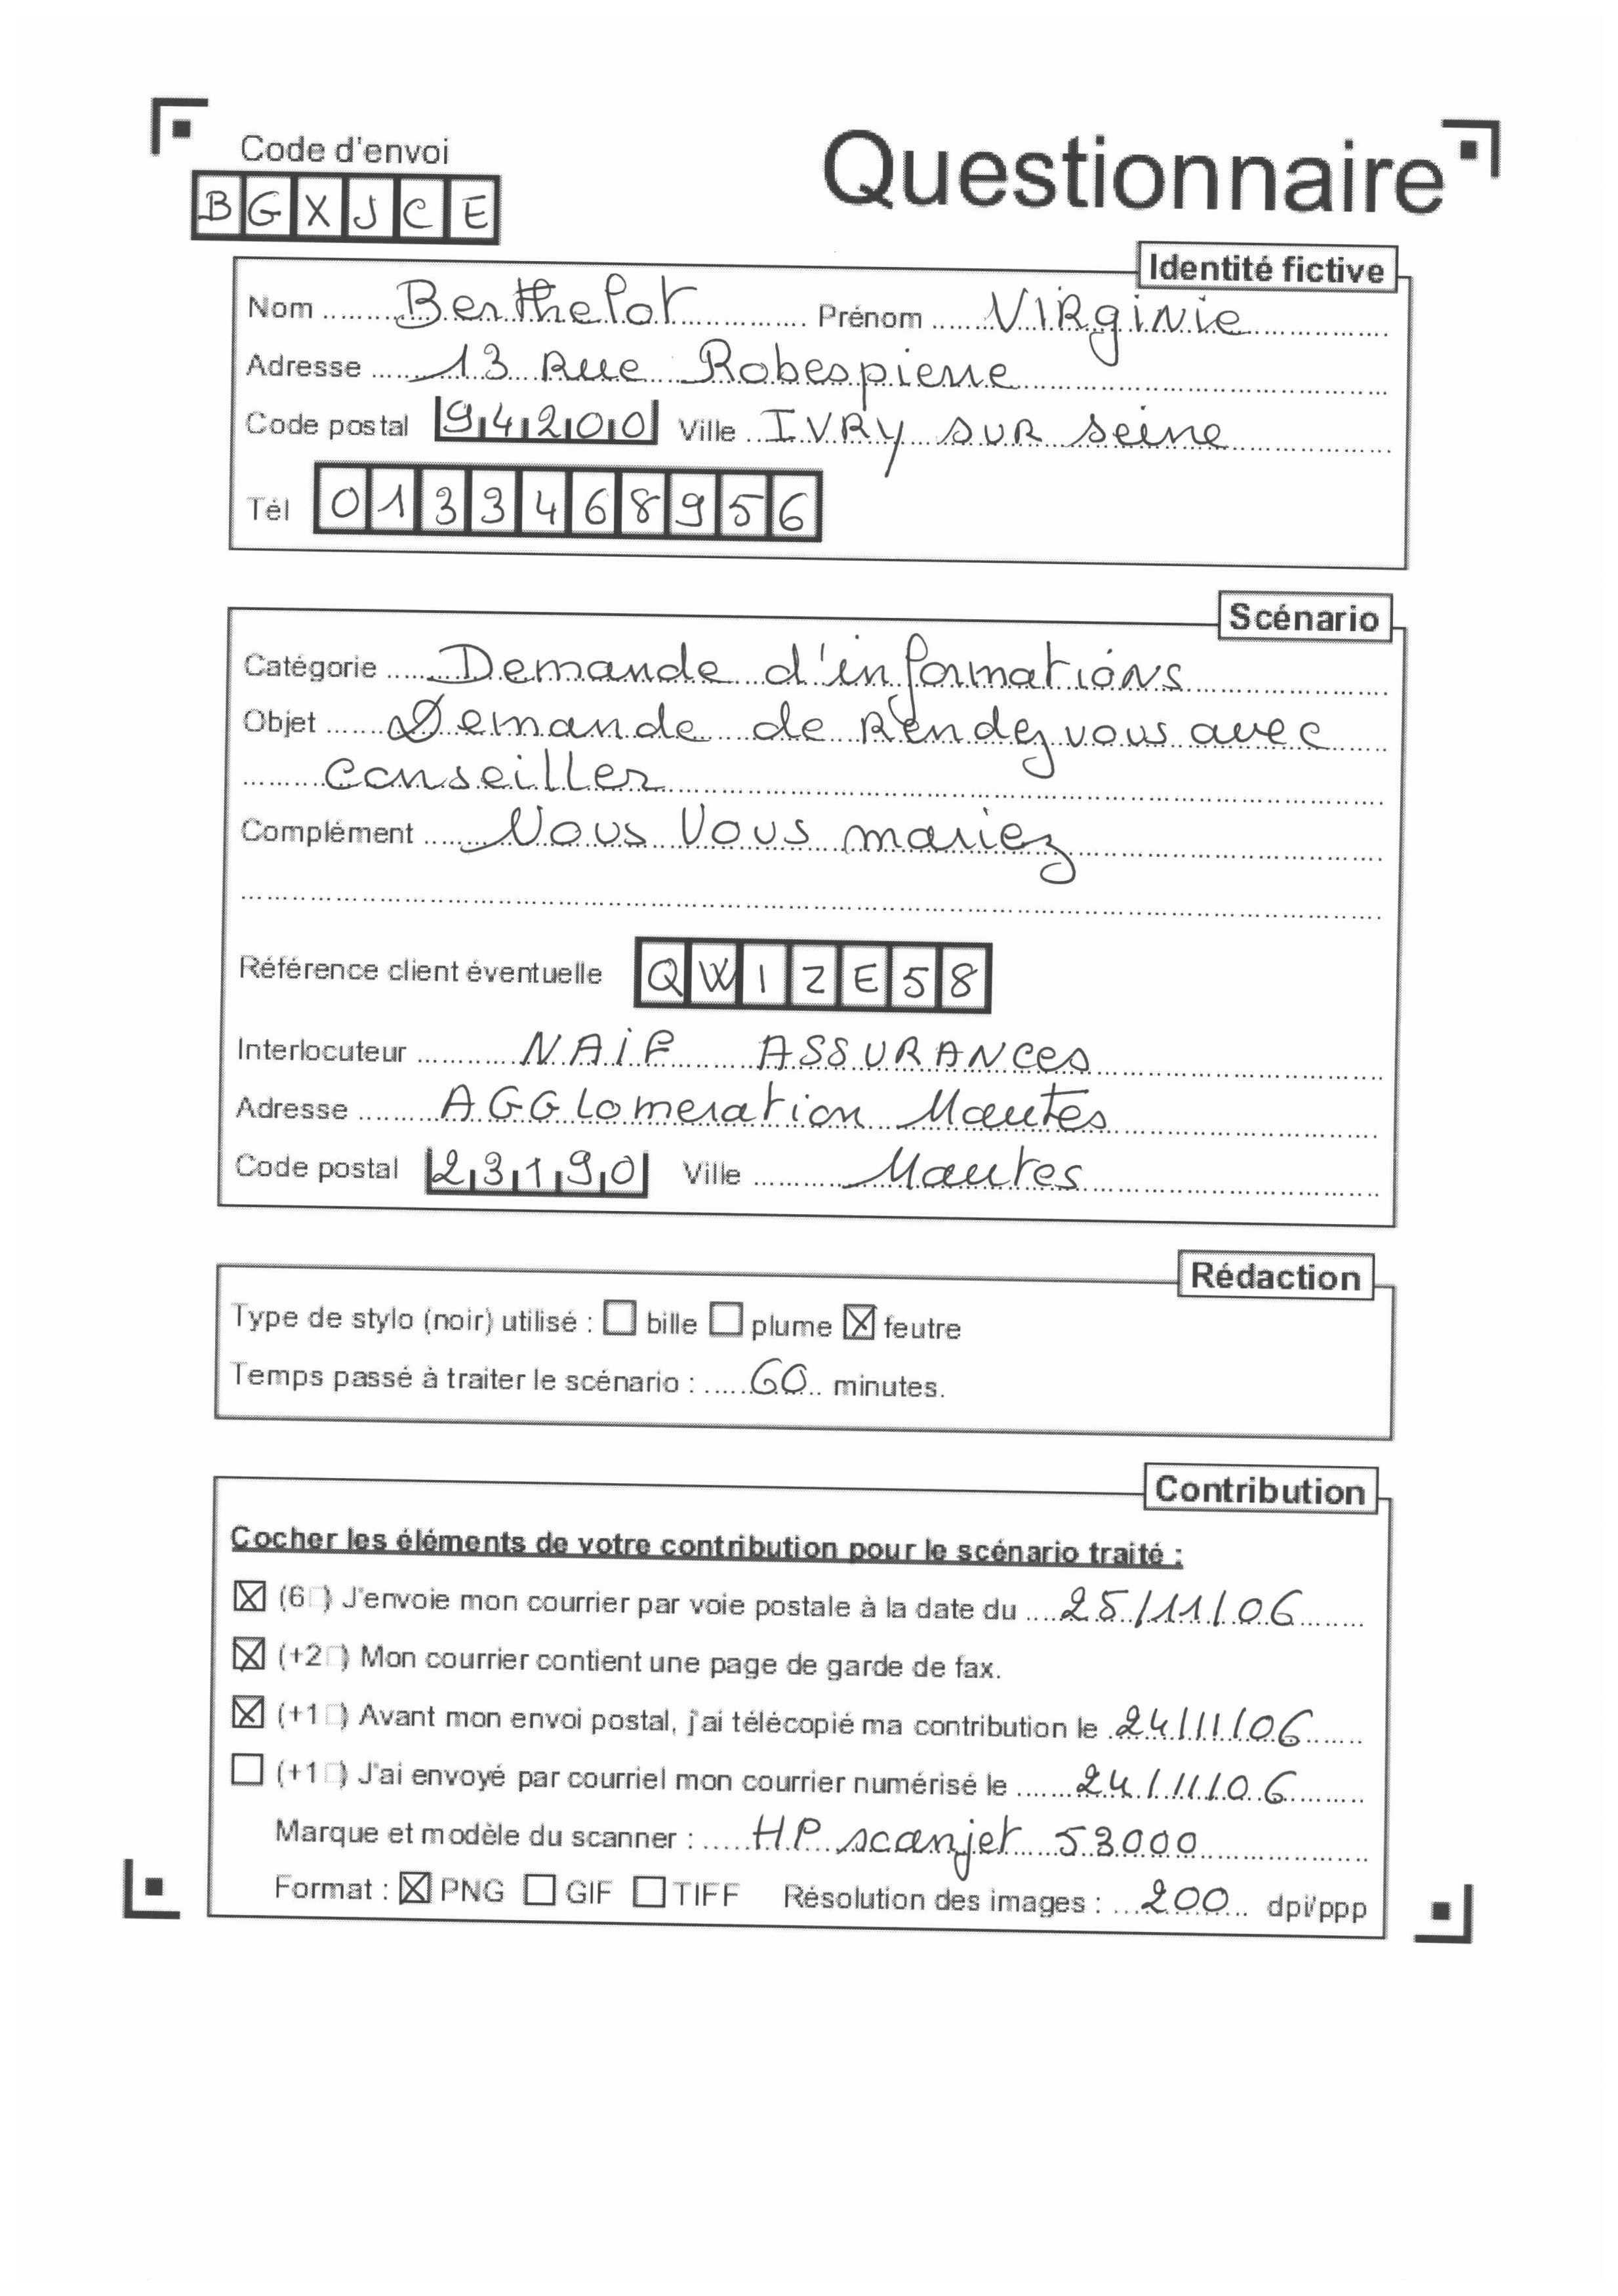 Code d'envoi
BGXJCE
Questionnaire
Identité fictive
Nom Berthelot Prénom VIRginie
Adresse 13 Rue Robespierre
Code postal 94200 Ville IVRY sur seine
Tél 0133468956
Scénario
Catégorie Demande d'informations
Objet Demande de Rendez vous avec
conseiller
Complément Vous Vous mariez
Référence client éventuelle QWIZE58
Interlocuteur NAIF ASSURANCES
Adresse AGGLomeration Mautes
Code postal 23190 Ville Mautes
Rédaction
Type de stylo (noir) utilisé : ☐ bille ☐ plume ☒ feutre
Temps passé à traiter le scénario : 60 minutes.
Contribution
Cocher les éléments de votre contribution pour le scénario traité :
☒ (6 ) J'envoie mon courrier par voie postale à la date du 25/11/06
☒ (+2 ) Mon courrier contient une page de garde de fax.
☒ (+1 ) Avant mon envoi postal, j'ai télécopié ma contribution le 24/11/06
☐ (+1 ) J'ai envoyé par courriel mon courrier numérisé le 24/11/06
Marque et modèle du scanner : HP scanjet 53000
Format : ☒ PNG ☐ GIF ☐ TIFF Résolution des images : 200 dpi/ppp